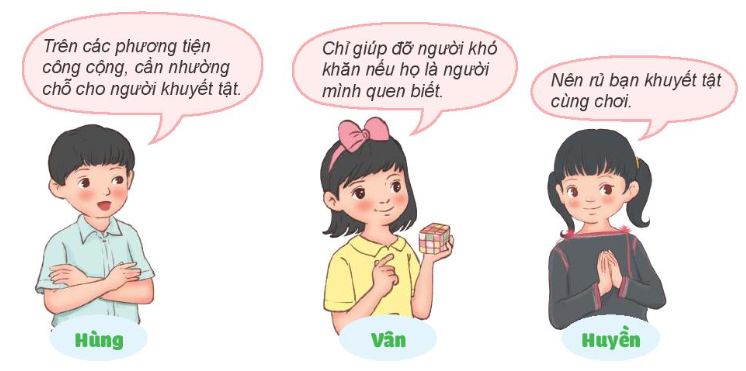 Trên các phương tiện
công cộng, cần nhường
chỗ cho người khuyết tật.
Chỉ giúp đỡ người khó
khăn nếu họ là người
mình quen biết.
Nên rủ bạn khuyết tật
cùng chơi.
Hùng
Vân
Huyền